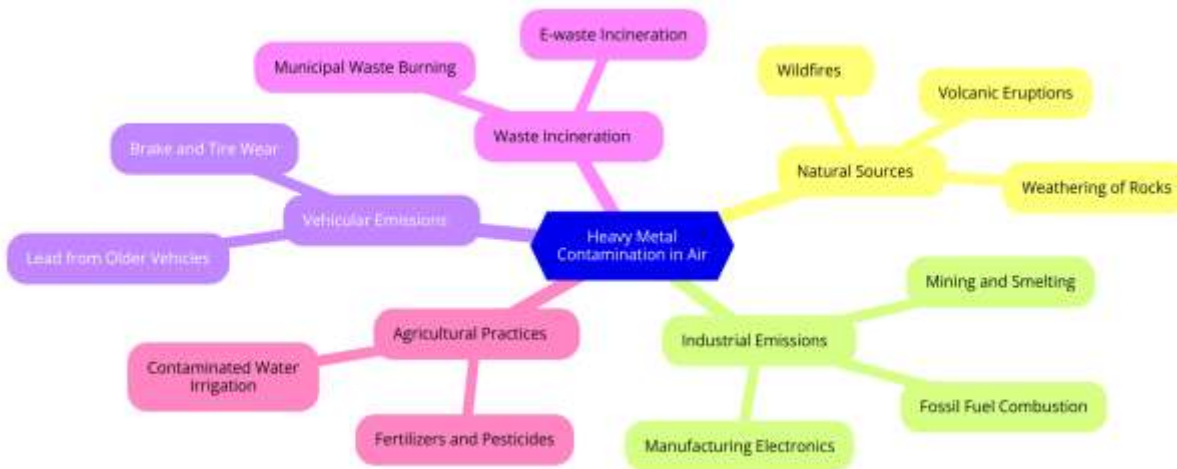 E-waste Incineration
Municipal Waste Burning
Waste Incineration
Wildfires
Volcanic Eruptions
Natural Sources
Weathering of Rocks
Brake and Tire Wear
Vehicular Emissions
Lead from Older Vehicles
Heavy Metal
Contamination in Air
Agricultural Practices
Contaminated Water
Irrigation
Fertilizers and Pesticides
Mining and Smelting
Industrial Emissions
Fossil Fuel Combustion
Manufacturing Electronics